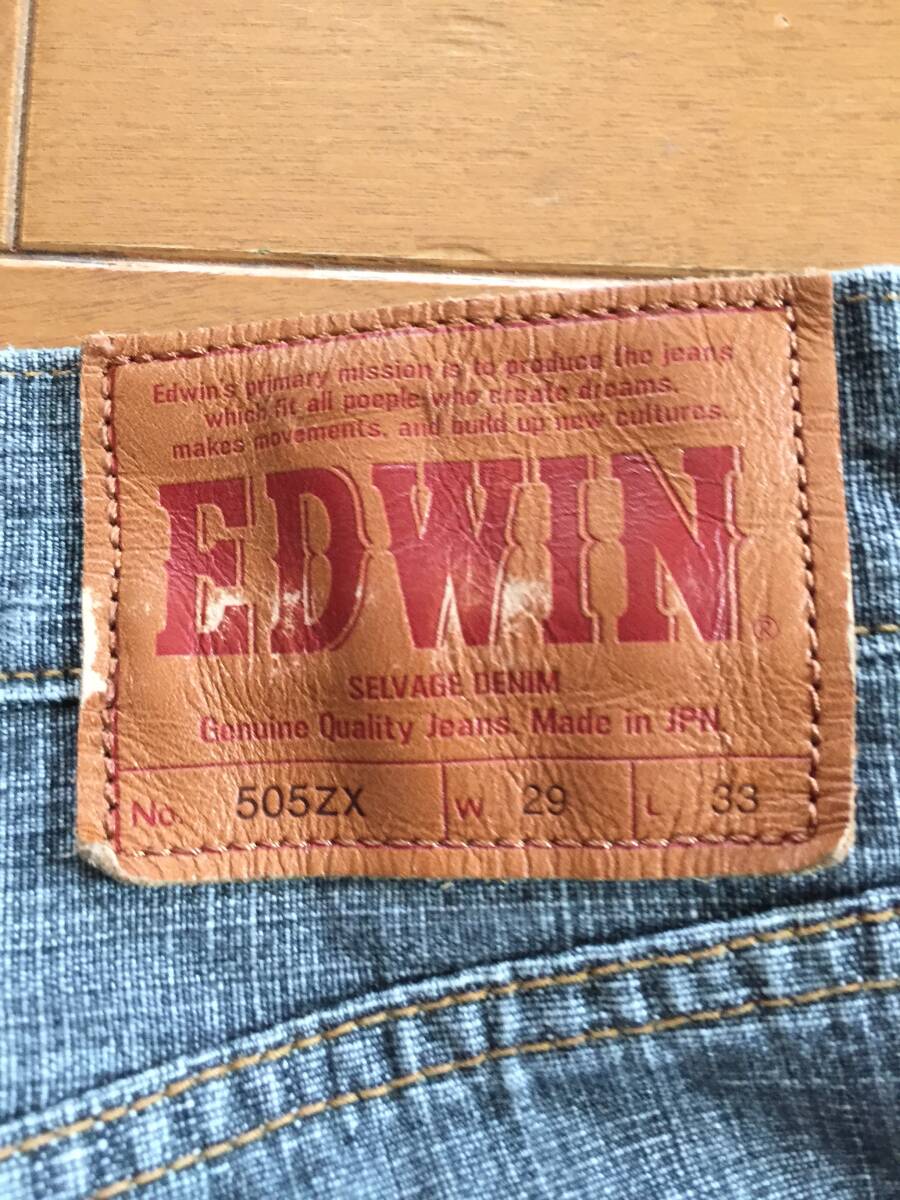 Edwin's primary mission is to produce the jeans
which fit all poeple who create dreams.
makes movements, and build up new cultures.
EDWIN®
SELVAGE DENIM
Genuine Quality Jeans. Made in JPN
No. 505ZX W 29 L 33